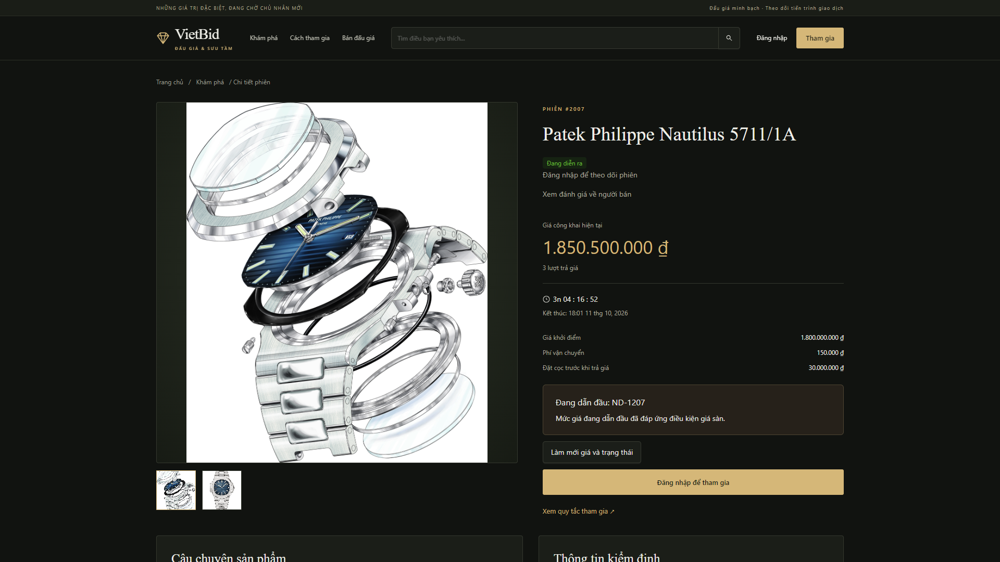 NHỮNG GIÁ TRỊ ĐẶC BIỆT, ĐANG CHỜ CHỦ NHÂN MỚI
Đấu giá minh bạch · Theo dõi tiến trình giao dịch
VietBid
ĐẤU GIÁ & SƯU TẦM
Khám phá
Cách tham gia
Bán đấu giá
Tìm điều bạn yêu thích...
Đăng nhập
Tham gia
Trang chủ / Khám phá / Chi tiết phiên
PATEK PHILIPPE
GENEVE
PHIÊN #2007
Patek Philippe Nautilus 5711/1A
Đang diễn ra
Đăng nhập để theo dõi phiên
Xem đánh giá về người bán
Giá công khai hiện tại
1.850.500.000 ₫
3 lượt trả giá
3n 04 : 16 : 52
Kết thúc: 18:01 11 thg 10, 2026
Giá khởi điểm 1.800.000.000 ₫
Phí vận chuyển 150.000 ₫
Đặt cọc trước khi trả giá 30.000.000 ₫
Đang dẫn đầu: ND-1207
Mức giá đang dẫn đầu đã đáp ứng điều kiện giá sàn.
Làm mới giá và trạng thái
Đăng nhập để tham gia
Xem quy tắc tham gia ↗
Câu chuyện sản phẩm
Thông tin kiểm định